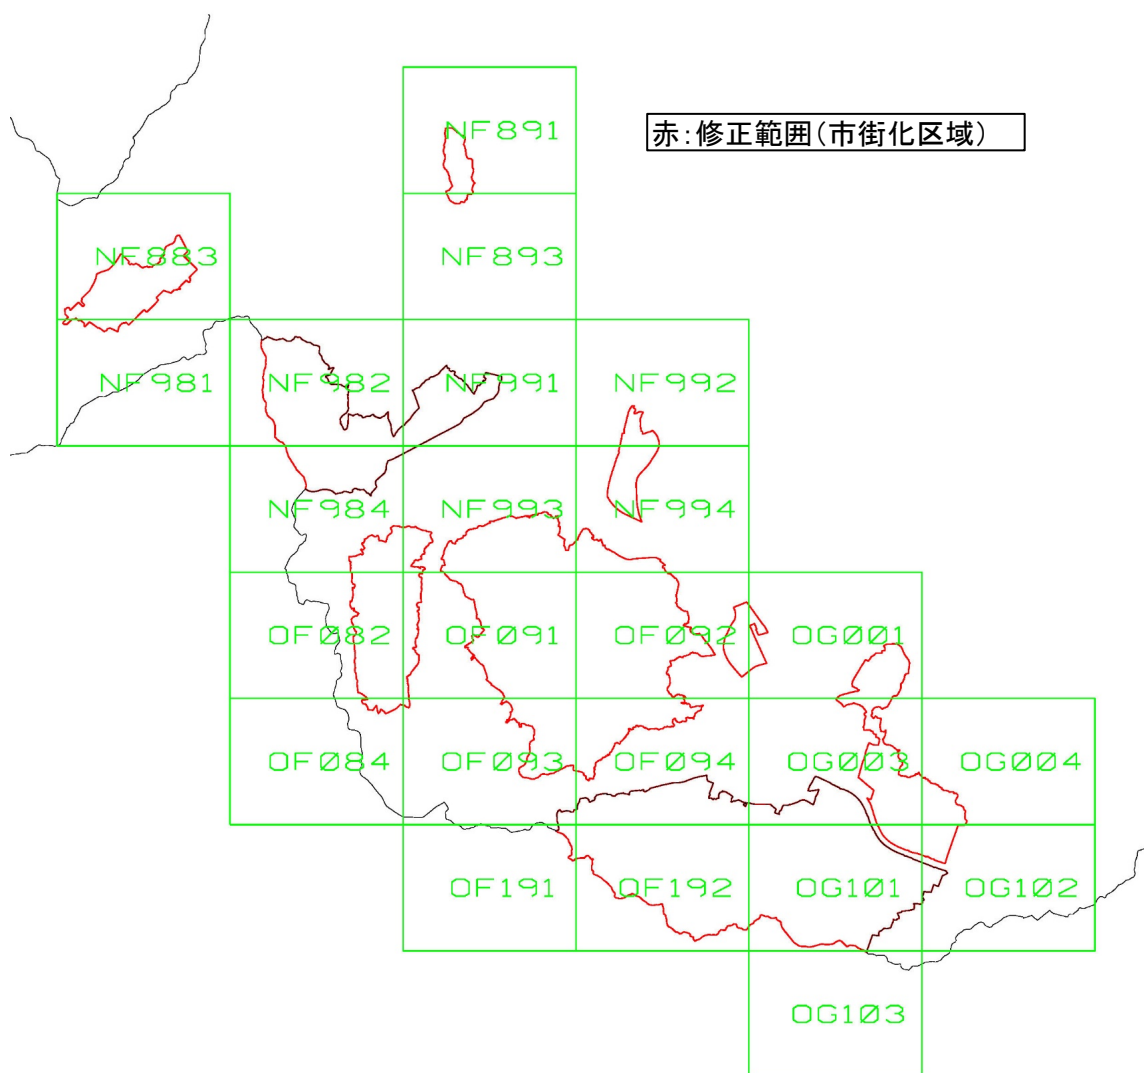 NF891
赤:修正範囲(市街化区域)
NF883
NF893
NF981
NF982
NF991
NF992
NF984
NF993
NF994
OF082
OF091
OF092
OG001
OF084
OF093
OF094
OG003
OG004
OF191
OF192
OG101
OG102
OG103